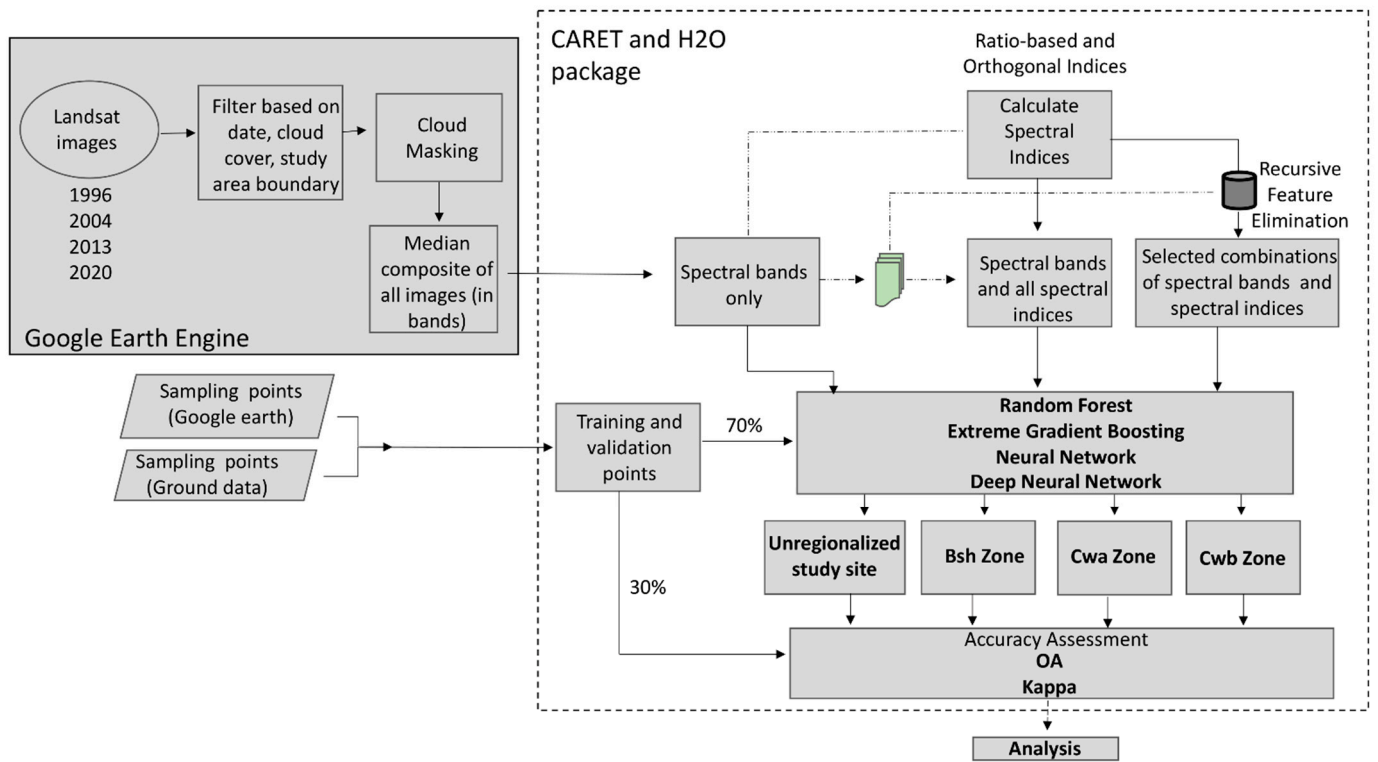 Landsat
images
1996
2004
2013
2020
Filter based on
date, cloud
cover, study
area boundary
Cloud
Masking
Median
composite of
all images (in
bands)
Google Earth Engine
Sampling points
(Google earth)
Sampling points
(Ground data)
CARET and H2O
package
Ratio-based and
Orthogonal Indices
Calculate
Spectral
Indices
Recursive
Feature
Elimination
Spectral bands
only
Spectral bands
and all spectral
indices
Selected combinations
of spectral bands and
spectral indices
Training and
validation
points
70%
30%
Random Forest
Extreme Gradient Boosting
Neural Network
Deep Neural Network
Unregionalized
study site
Bsh Zone
Cwa Zone
Cwb Zone
Accuracy Assessment
OA
Kappa
Analysis